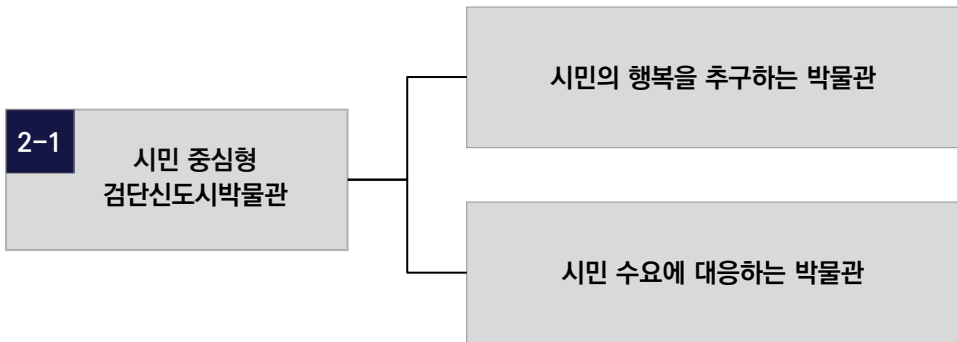 2-1
시민 중심형
검단신도시박물관
시민의 행복을 추구하는 박물관
시민 수요에 대응하는 박물관